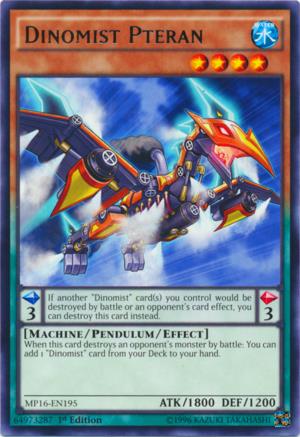 DINOMIST PTERAN
WATER
水
3
If another "Dinomist" card(s) you control would be
destroyed by battle or an opponent's card effect, you
can destroy this card instead.
3
[MACHINE/PENDULUM/EFFECT]
When this card destroys an opponent's monster by battle: You can
add 1 "Dinomist" card from your Deck to your hand.
MP16-EN195
ATK/1800 DEF/1200
64973287
1st Edition
©1996 KAZUKI TAKAHASHI